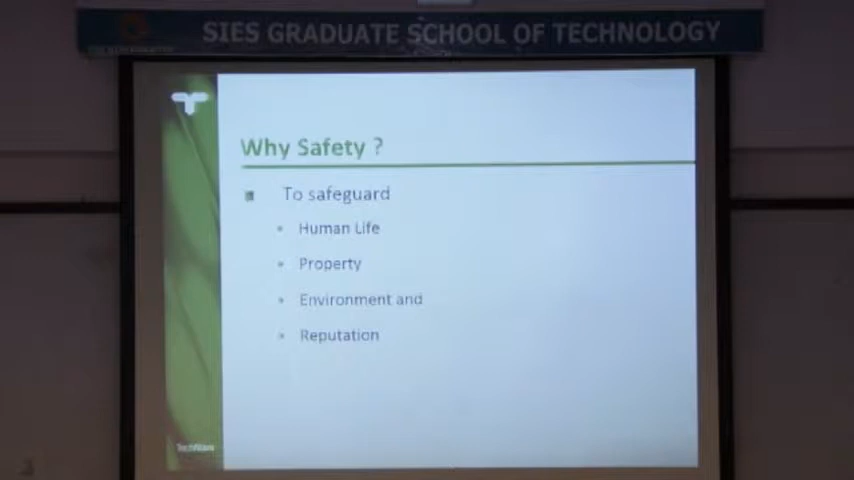 SIES GRADUATE SCHOOL OF TECHNOLOGY
Why Safety ?
To safeguard
Human Life
Property
Environment and
Reputation